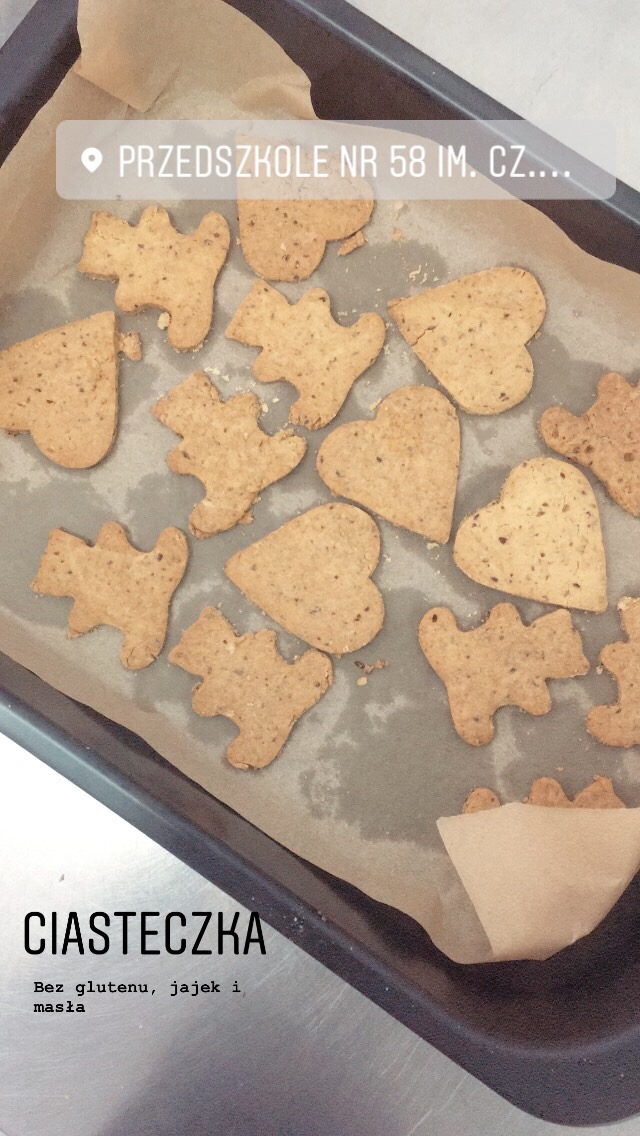 PRZEDSZKOLE NR 58 IM. CZ....
CIASTECZKA
Bez glutenu, jajek i
masła